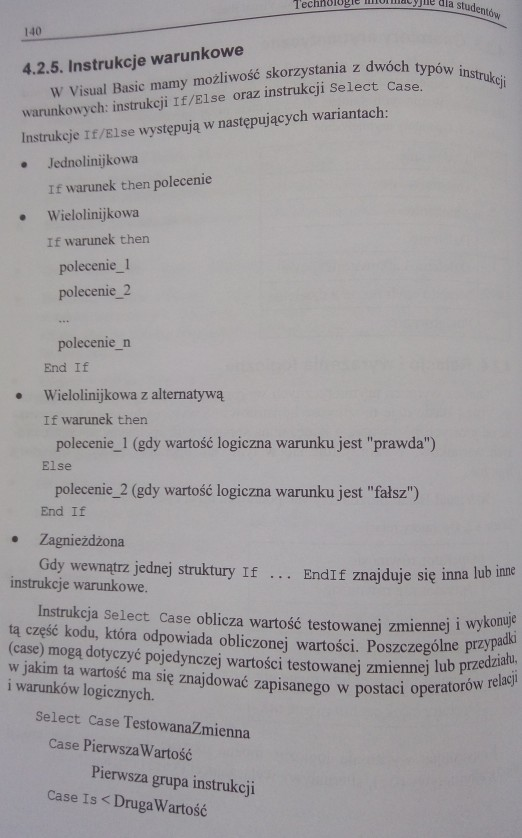 Technologie informacyjne dla studentów
140
4.2.5. Instrukcje warunkowe
W Visual Basic mamy możliwość skorzystania z dwóch typów instrukcji
warunkowych: instrukcji If/Else oraz instrukcji Select Case.
Instrukcje If/Else występują w następujących wariantach:
• Jednolinijkowa
If warunek then polecenie
• Wielolinijkowa
If warunek then
polecenie_1
polecenie_2
...
polecenie_n
End If
• Wielolinijkowa z alternatywą
If warunek then
polecenie_1 (gdy wartość logiczna warunku jest "prawda")
Else
polecenie_2 (gdy wartość logiczna warunku jest "fałsz")
End If
• Zagnieżdżona
Gdy wewnątrz jednej struktury If ... EndIf znajduje się inna lub inne
instrukcje warunkowe.
Instrukcja Select Case oblicza wartość testowanej zmiennej i wykonuje
tą część kodu, która odpowiada obliczonej wartości. Poszczególne przypadki
(case) mogą dotyczyć pojedynczej wartości testowanej zmiennej lub przedziału,
w jakim ta wartość ma się znajdować zapisanego w postaci operatorów relacji
i warunków logicznych.
Select Case TestowanaZmienna
Case PierwszaWartość
Pierwsza grupa instrukcji
Case Is < DrugaWartość